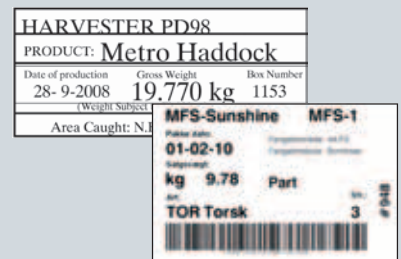 HARVESTER PD98
PRODUCT: Metro Haddock
Date of production Gross Weight Box Number
28- 9-2008 19.770 kg 1153
(Weight Subject
Area Caught: N.
MFS-Sunshine MFS-1
01-02-10
kg 9.78 Part
TOR Torsk 3
#948